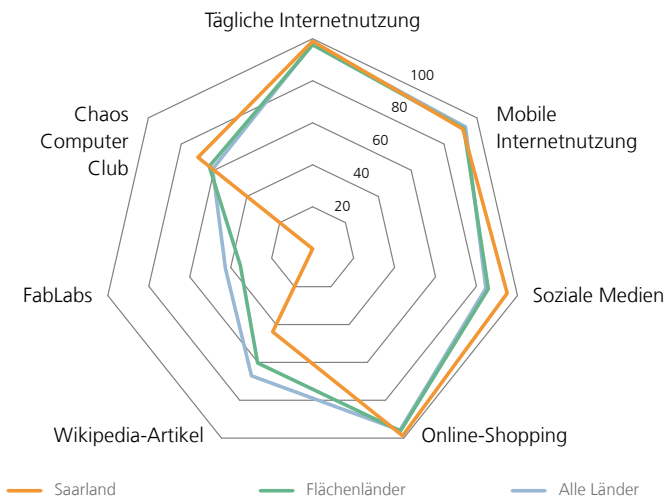 Tägliche Internetnutzung
100
80
60
40
20
Mobile
Internetnutzung
Chaos
Computer
Club
FabLabs
Soziale Medien
Wikipedia-Artikel
Online-Shopping
Saarland
Flächenländer
Alle Länder